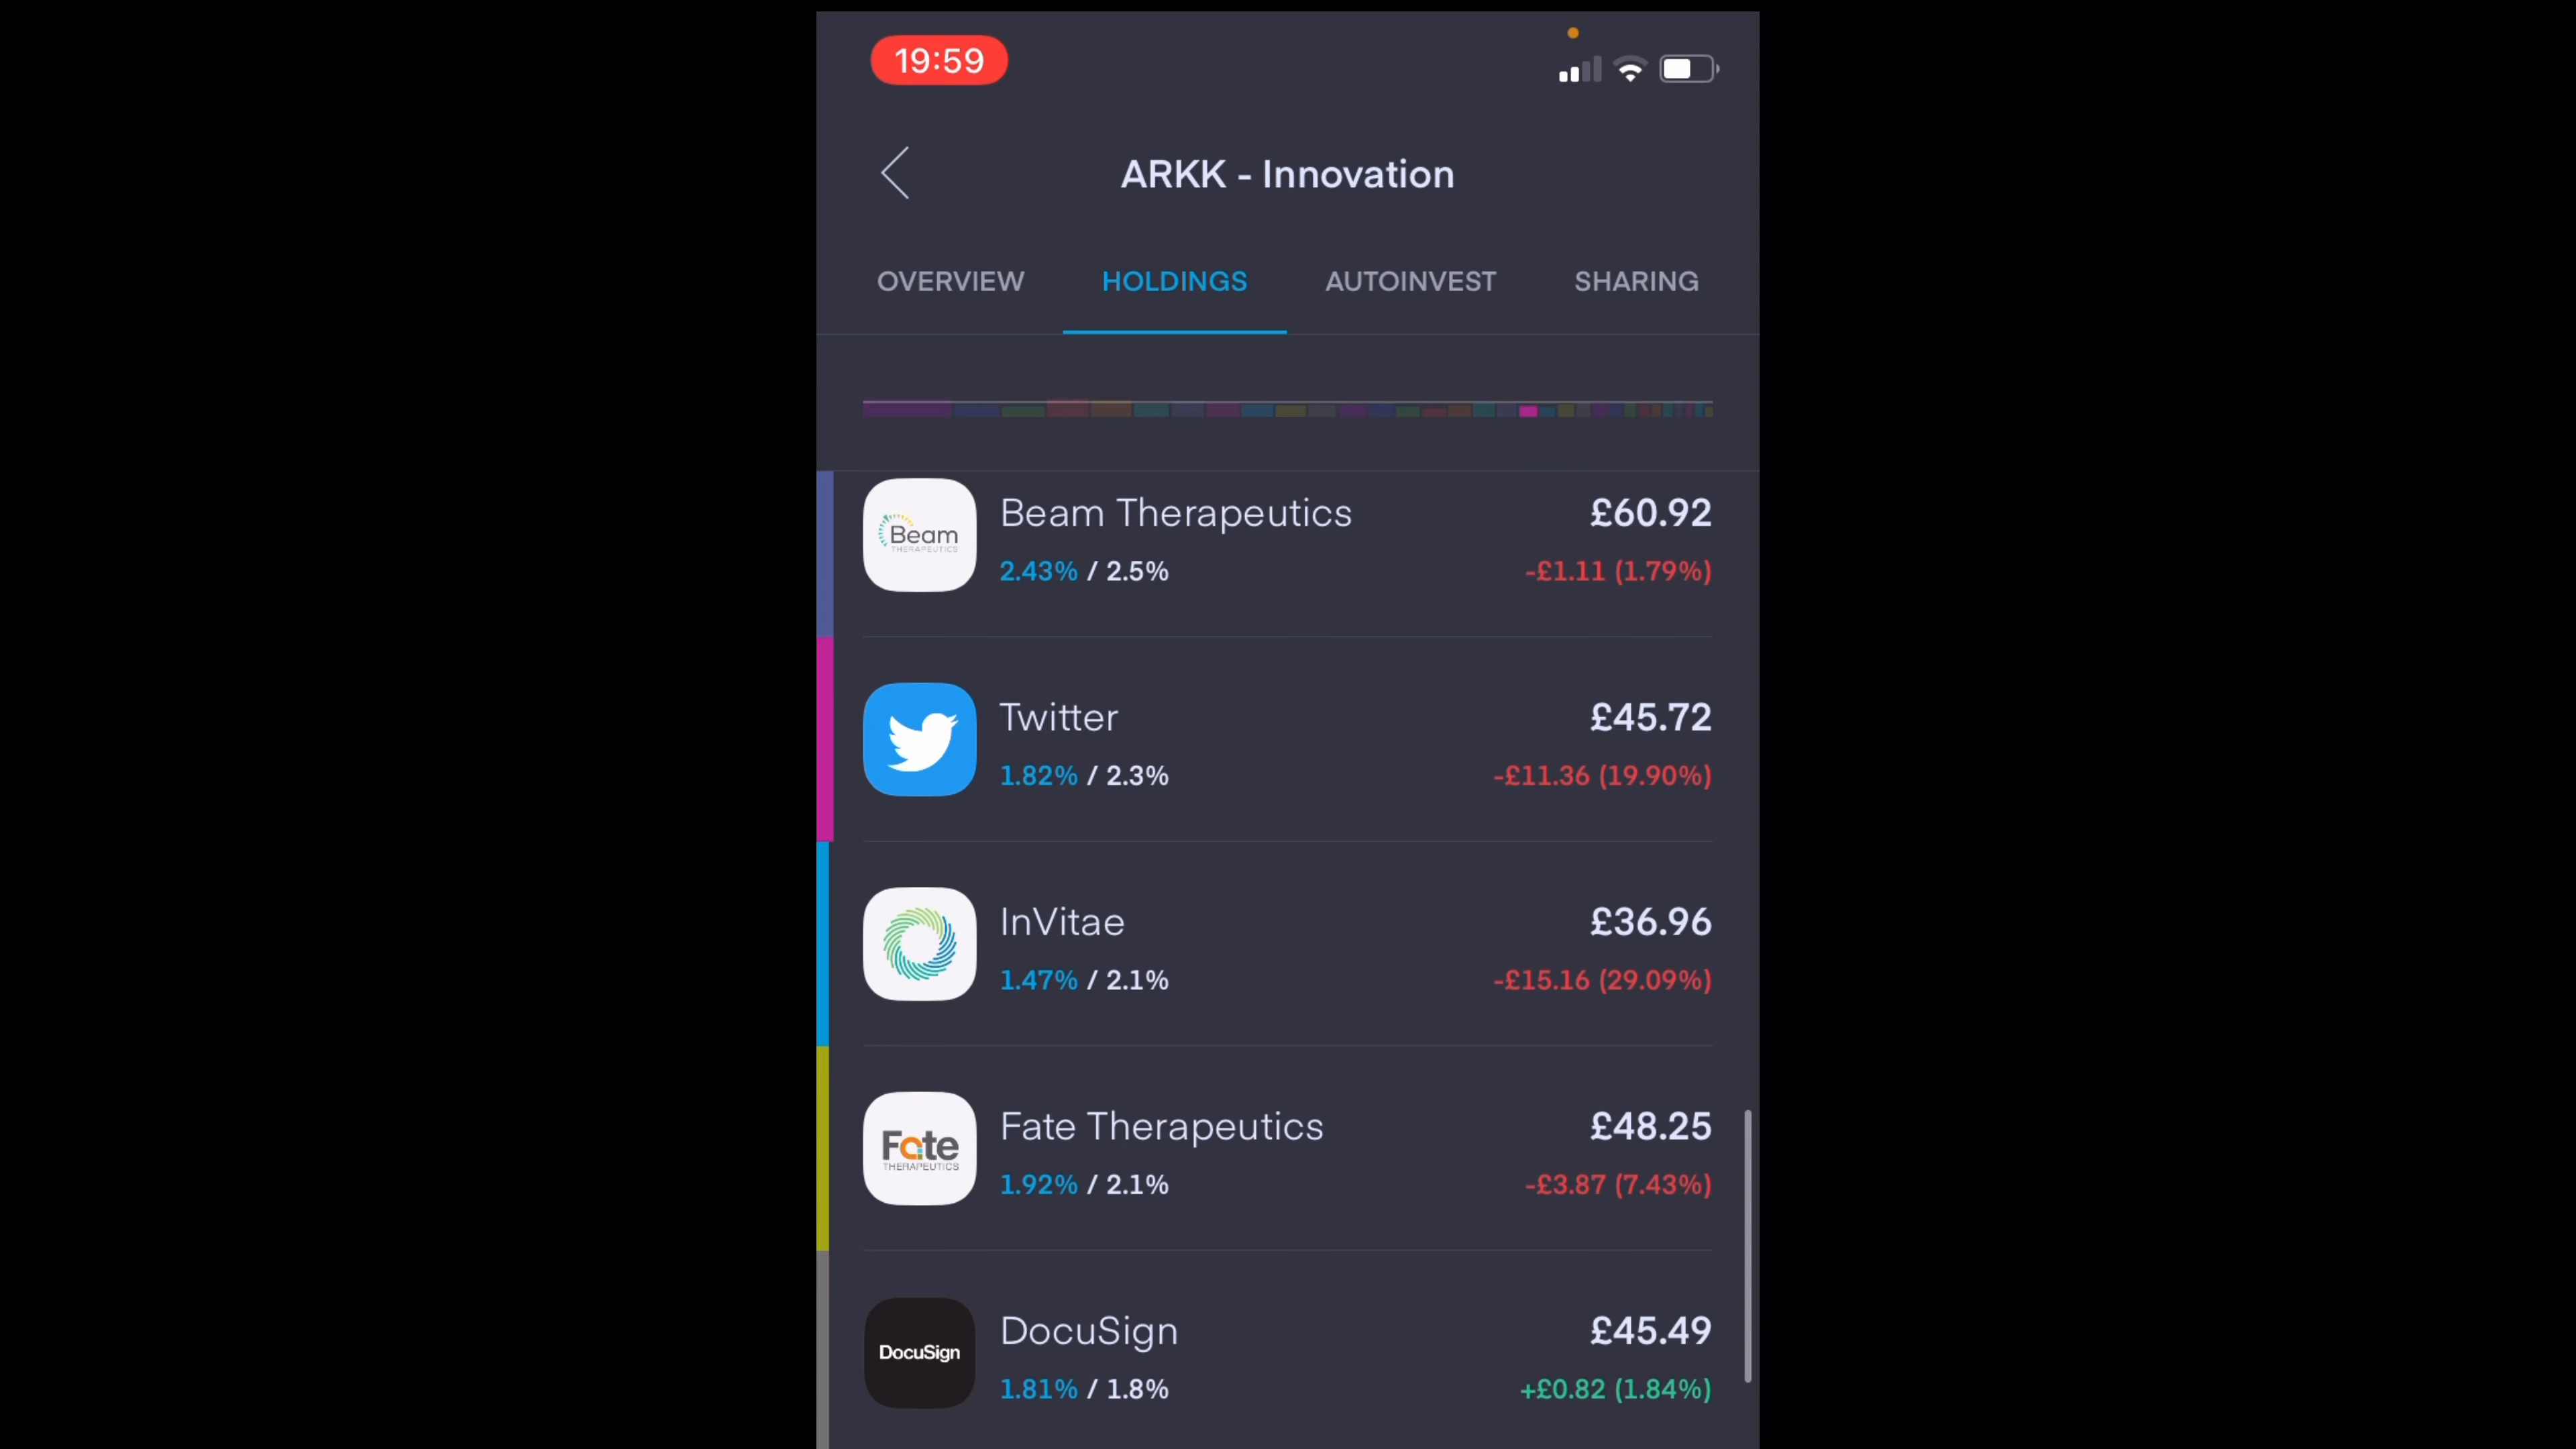 19:59
ARKK - Innovation
OVERVIEW HOLDINGS AUTOINVEST SHARING
Beam THERAPEUTICS
Beam Therapeutics £60.92
2.43% / 2.5% -£1.11 (1.79%)
Twitter £45.72
1.82% / 2.3% -£11.36 (19.90%)
InVitae £36.96
1.47% / 2.1% -£15.16 (29.09%)
Fate THERAPEUTICS
Fate Therapeutics £48.25
1.92% / 2.1% -£3.87 (7.43%)
DocuSign
DocuSign £45.49
1.81% / 1.8% +£0.82 (1.84%)